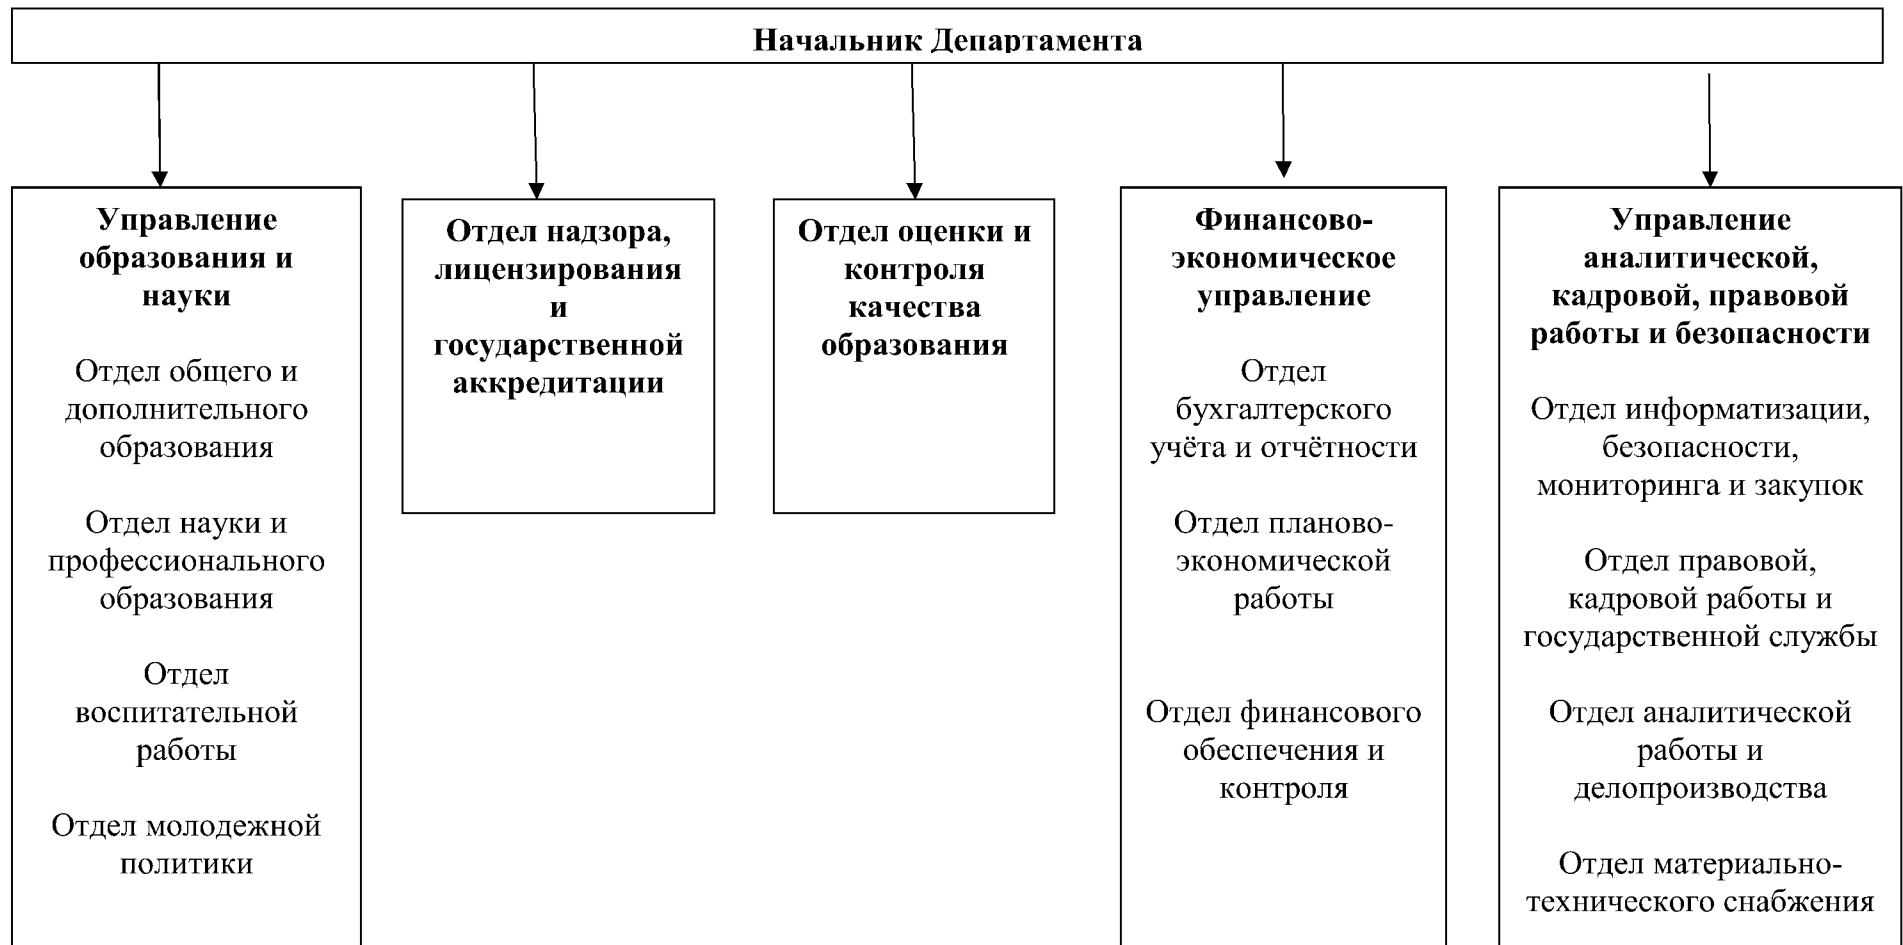 Начальник Департамента
Управление
образования и
науки
Отдел общего и
дополнительного
образования
Отдел науки и
профессионального
образования
Отдел
воспитательной
работы
Отдел молодежной
политики
Отдел надзора,
лицензирования
и
государственной
аккредитации
Отдел оценки и
контроля
качества
образования
Финансово-
экономическое
управление
Отдел
бухгалтерского
учёта и отчётности
Отдел планово-
экономической
работы
Отдел финансового
обеспечения и
контроля
Управление
аналитической,
кадровой, правовой
работы и безопасности
Отдел информатизации,
безопасности,
мониторинга и закупок
Отдел правовой,
кадровой работы и
государственной службы
Отдел аналитической
работы и
делопроизводства
Отдел материально-
технического снабжения